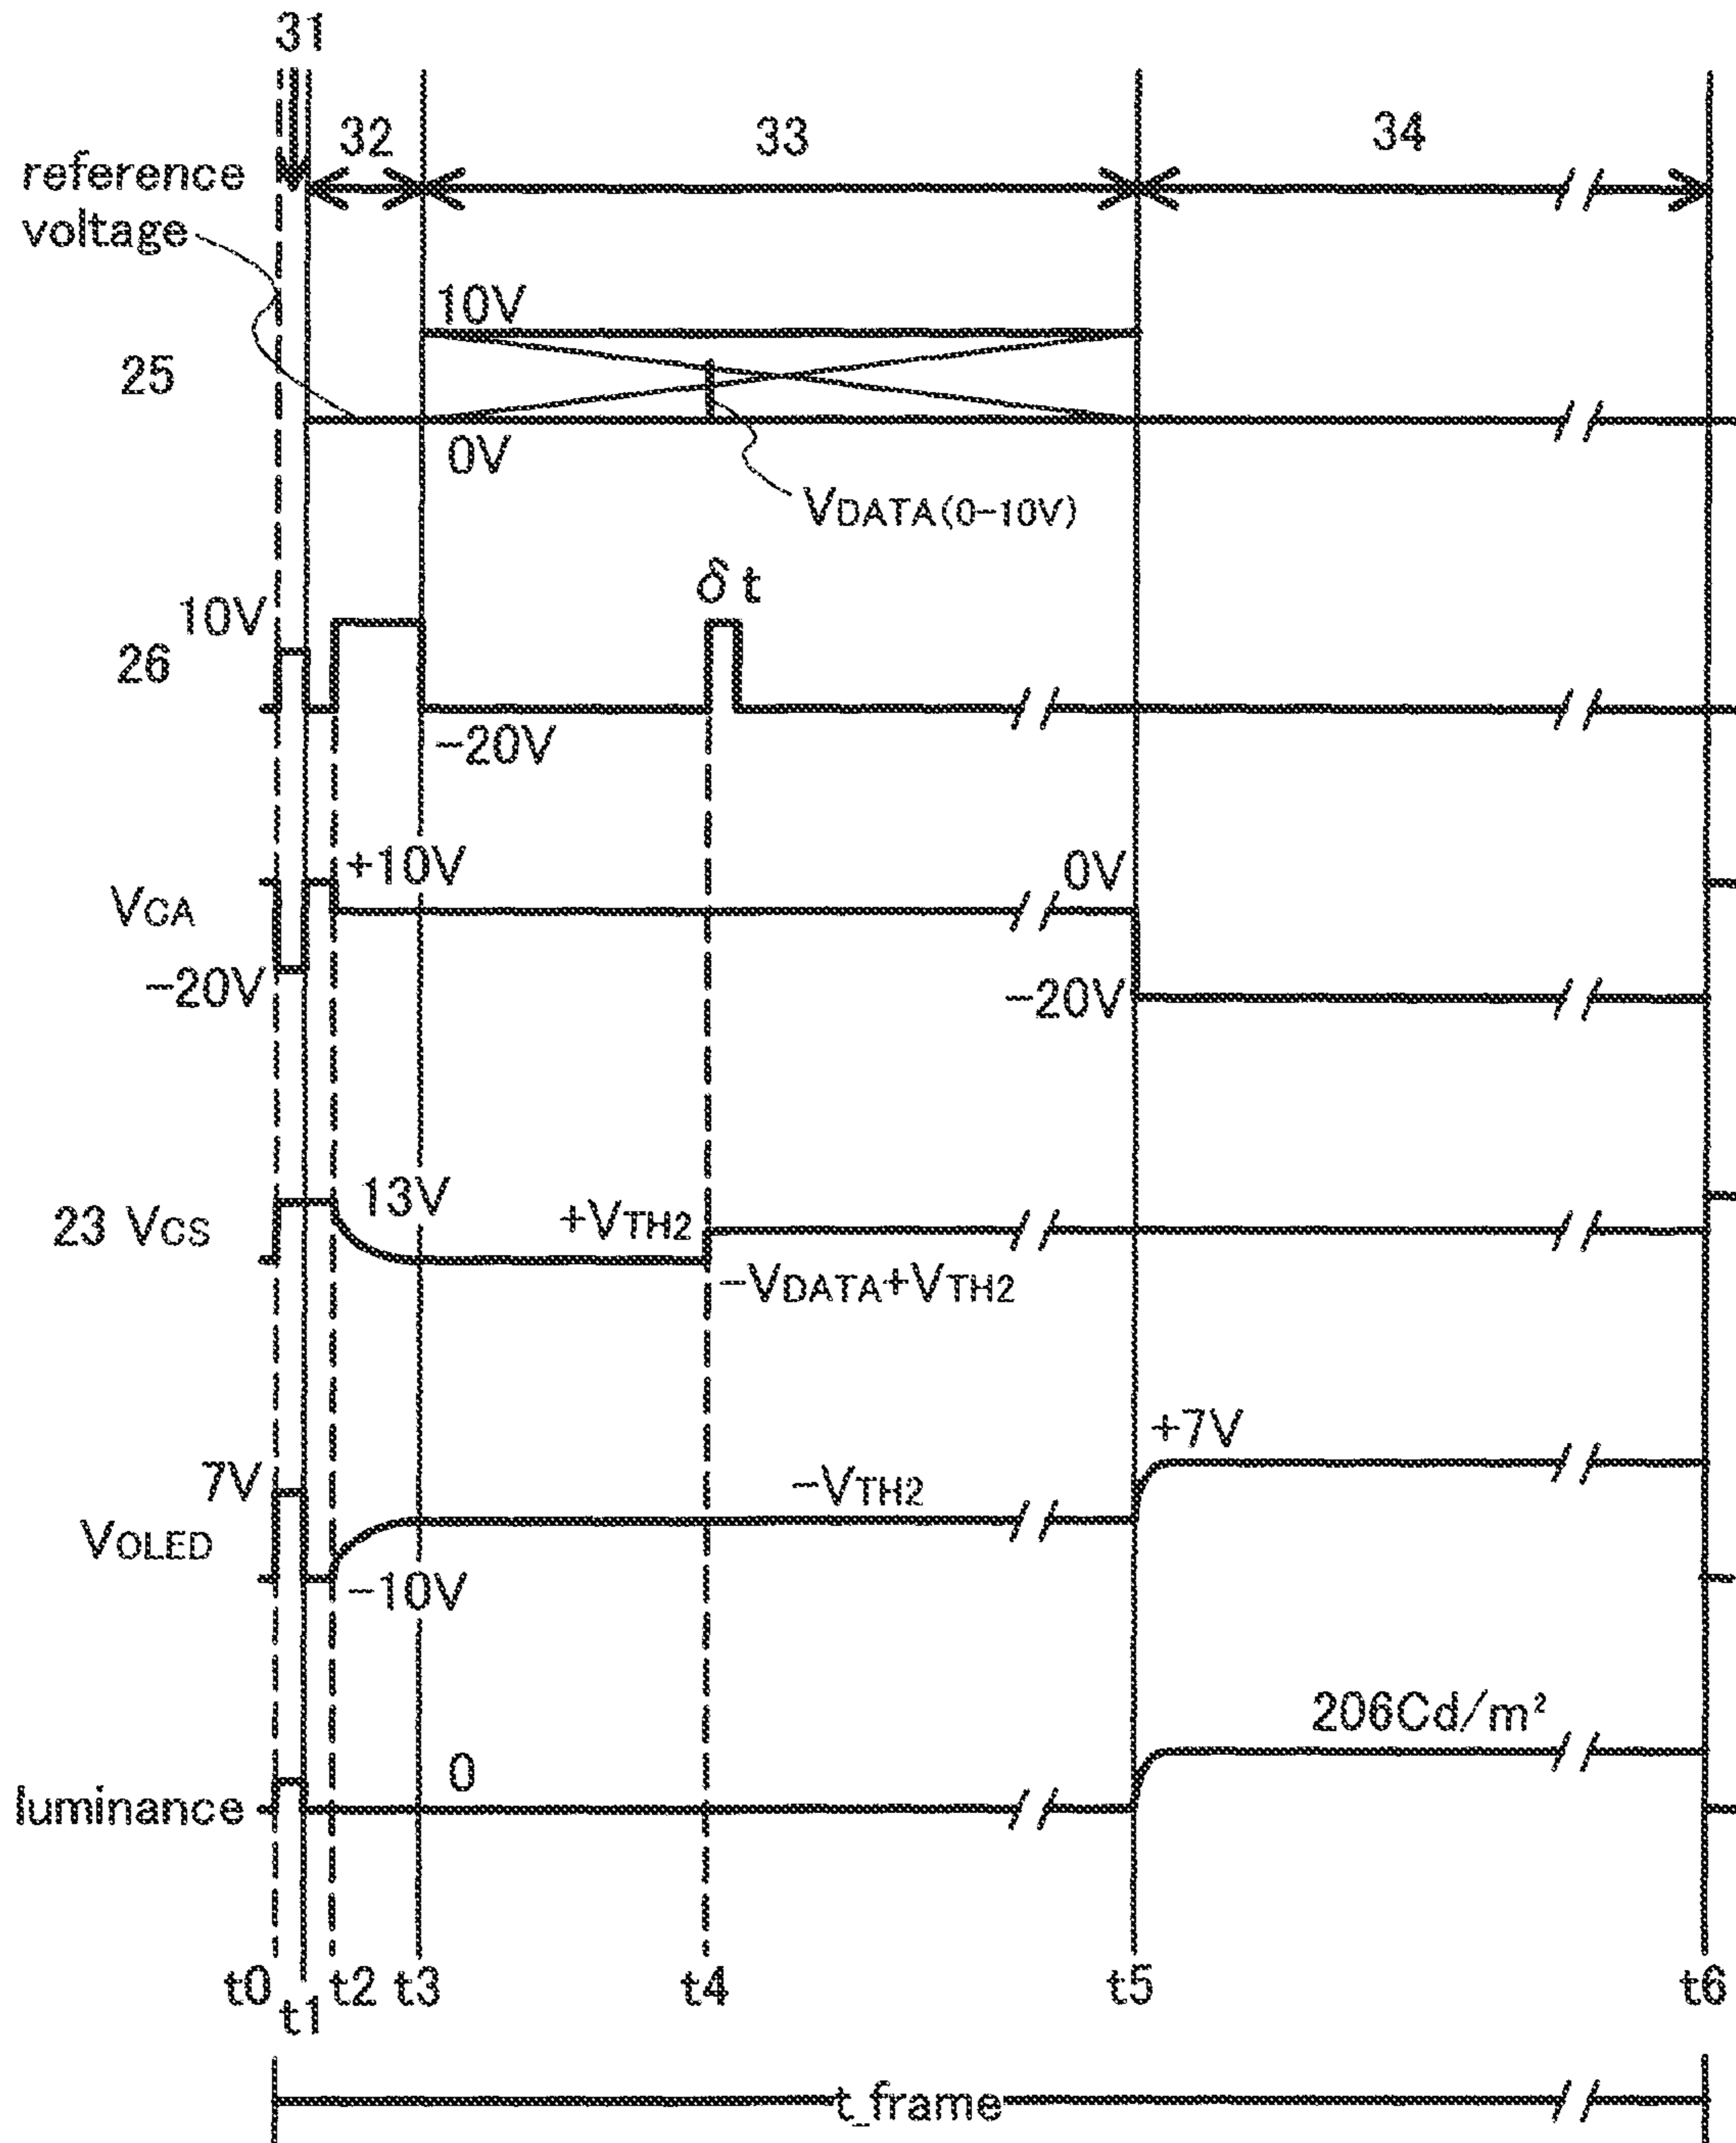 31
32
33
34
reference
voltage
10V
25
0V
VDATA(0-10V)
δt
10V
26
-20V
+10V
0V
VCA
-20V
-20V
13V
+VTH2
23 VCS
-VDATA+VTH2
+7V
7V
-VTH2
VOLED
-10V
206Cd/m²
0
luminance
t0
t1
t2
t3
t4
t5
t6
t_frame